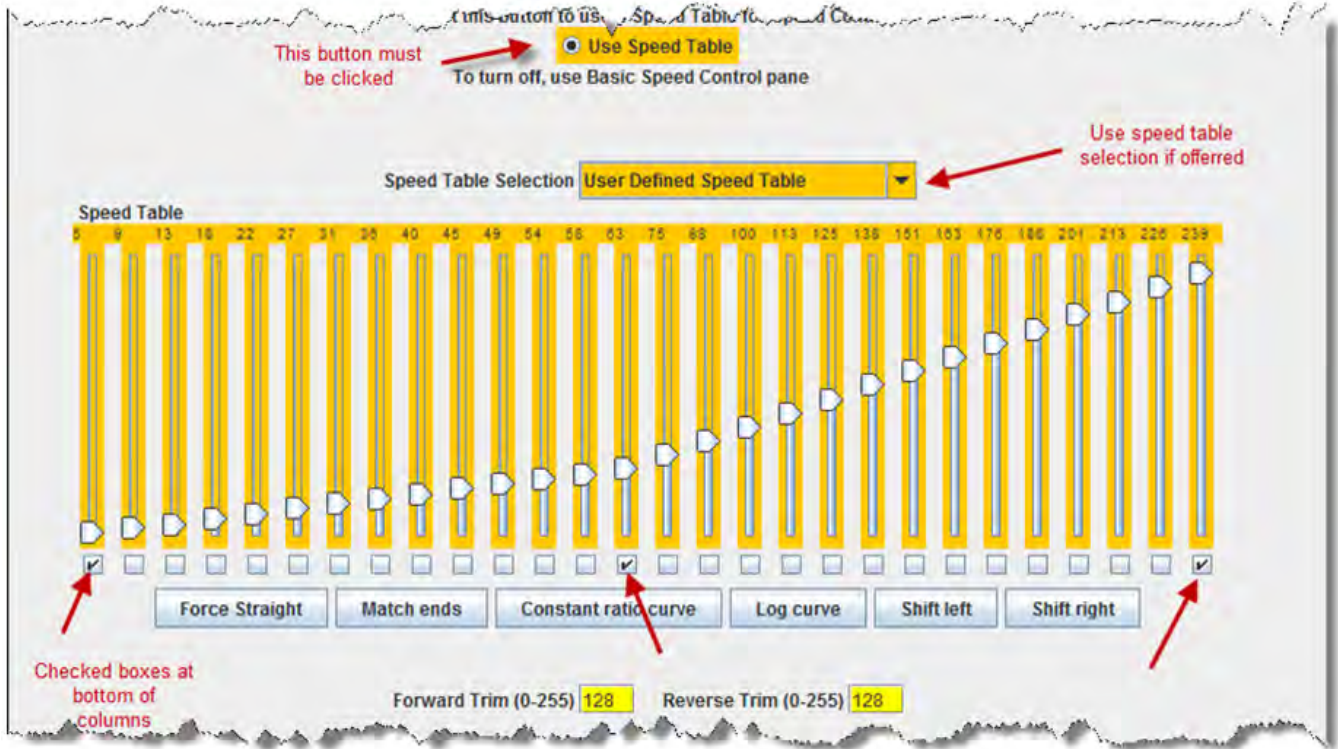 This button must
be clicked
Use Speed Table
To turn off, use Basic Speed Control pane
Use speed table
selection if offerred
Speed Table Selection User Defined Speed Table
Speed Table
9 13 18 22 27 31 36 40 45 49 54 58 63 75 88 100 113 125 138 151 163 176 188 201 213 226 239
Force Straight Match ends Constant ratio curve Log curve Shift left Shift right
Checked boxes at
bottom of
columns
Forward Trim (0-255) 128 Reverse Trim (0-255) 128